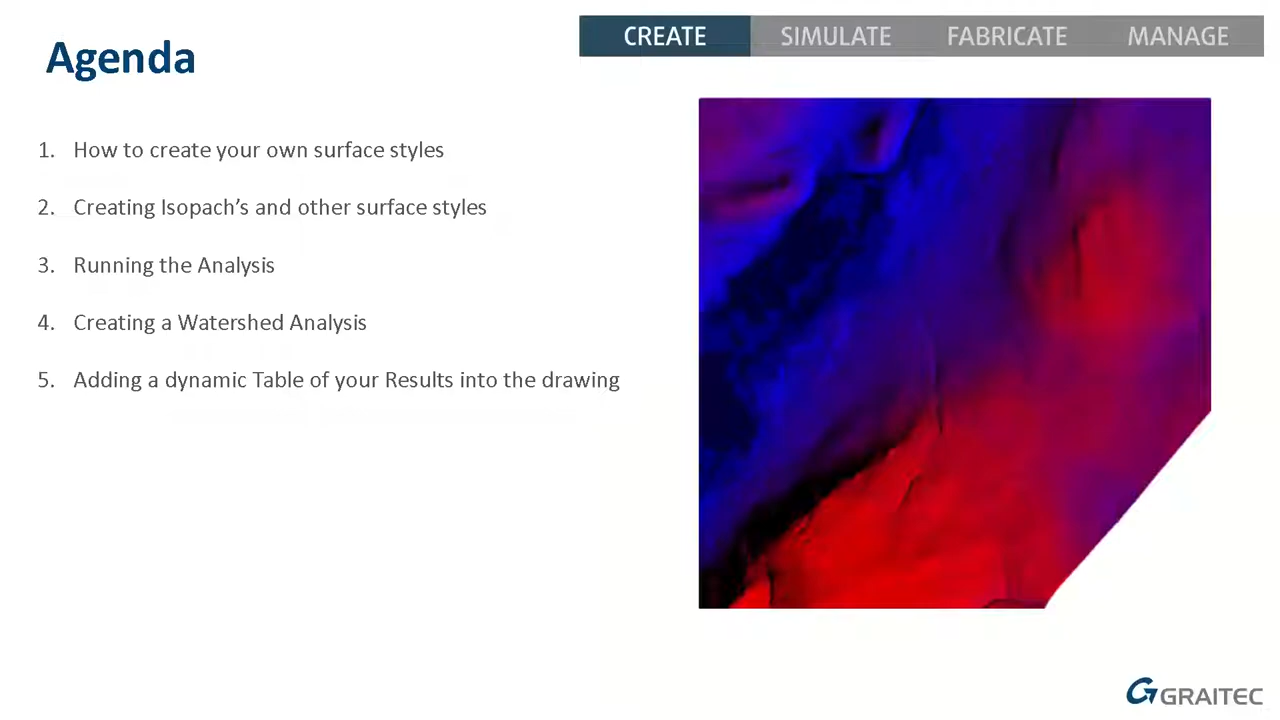 Agenda
CREATE SIMULATE FABRICATE MANAGE
1. How to create your own surface styles
2. Creating Isopach’s and other surface styles
3. Running the Analysis
4. Creating a Watershed Analysis
5. Adding a dynamic Table of your Results into the drawing
GRAITEC